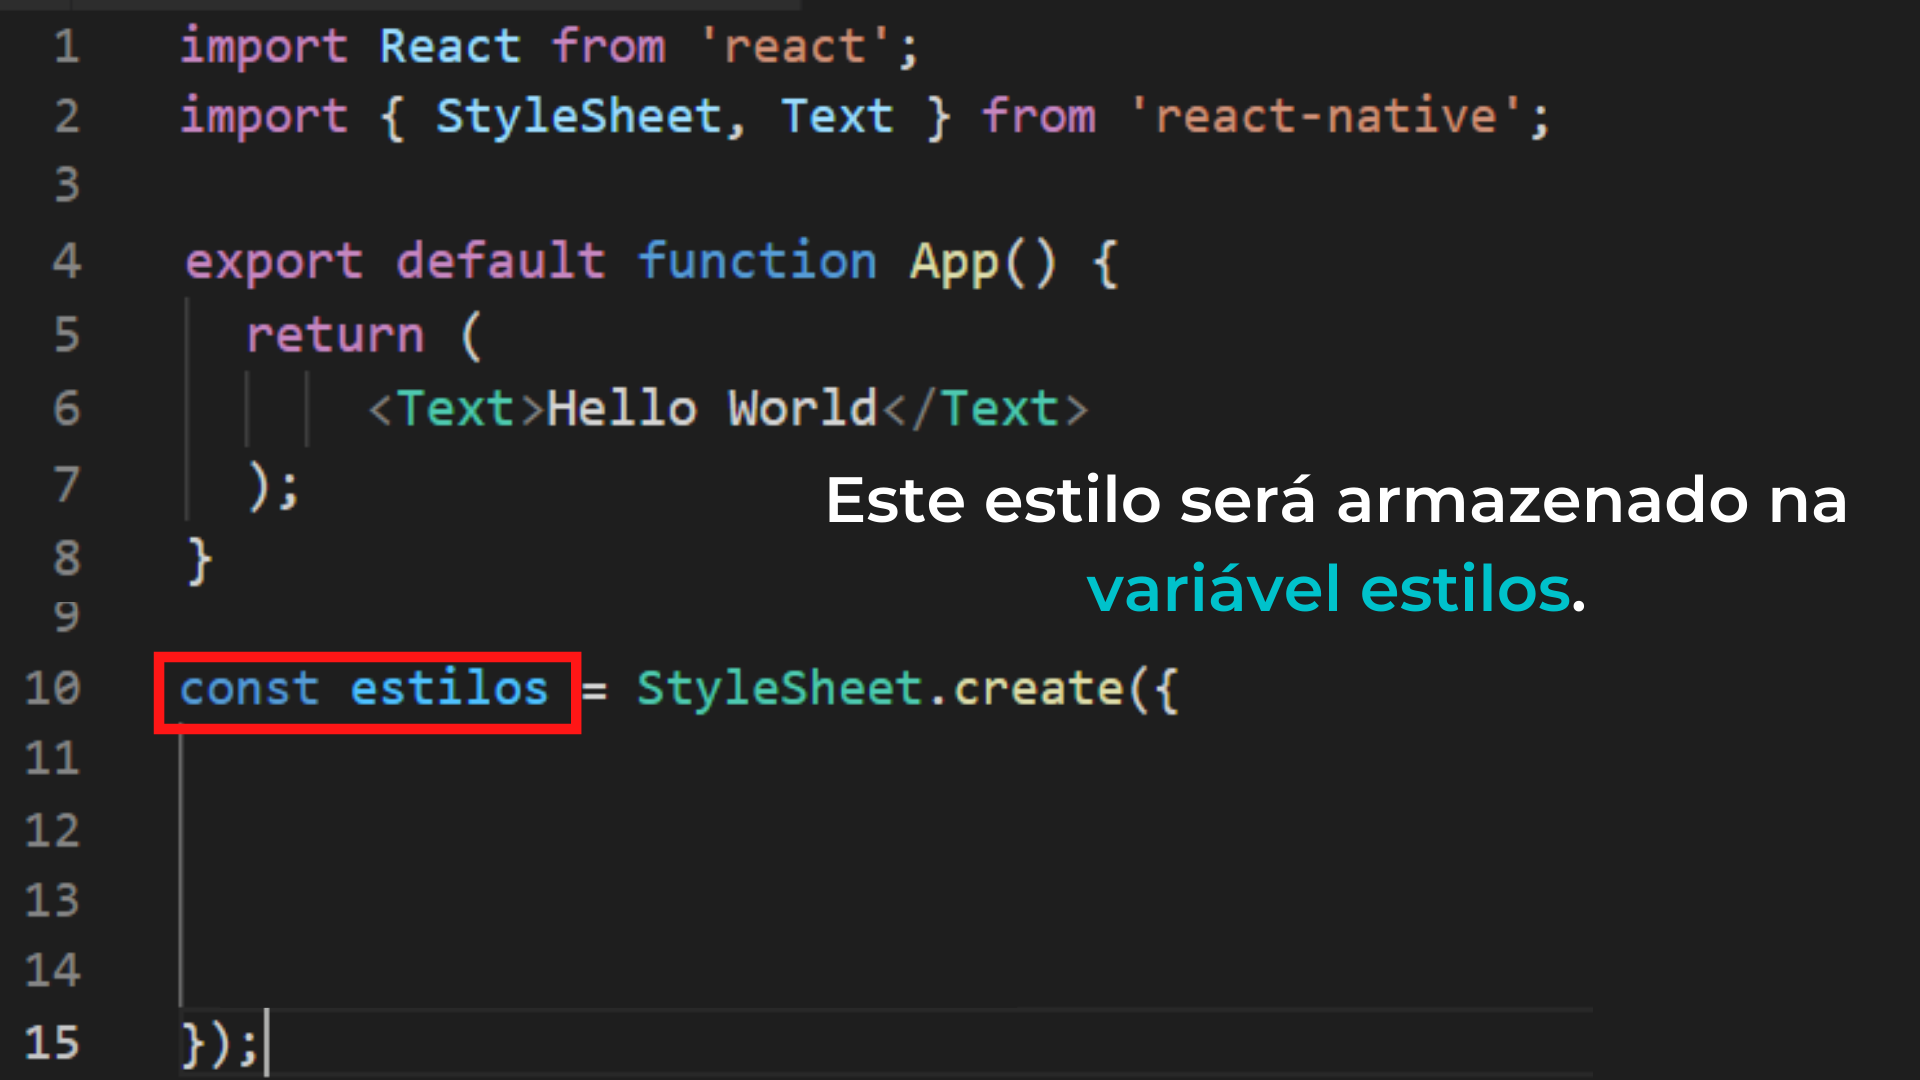 1 import React from 'react';
2 import { StyleSheet, Text } from 'react-native';
3
4 export default function App() {
5 return (
6 <Text>Hello World</Text>
7 );
8 }
9
Este estilo será armazenado na
variável estilos.
10 const estilos = StyleSheet.create({
11
12
13
14
15 });